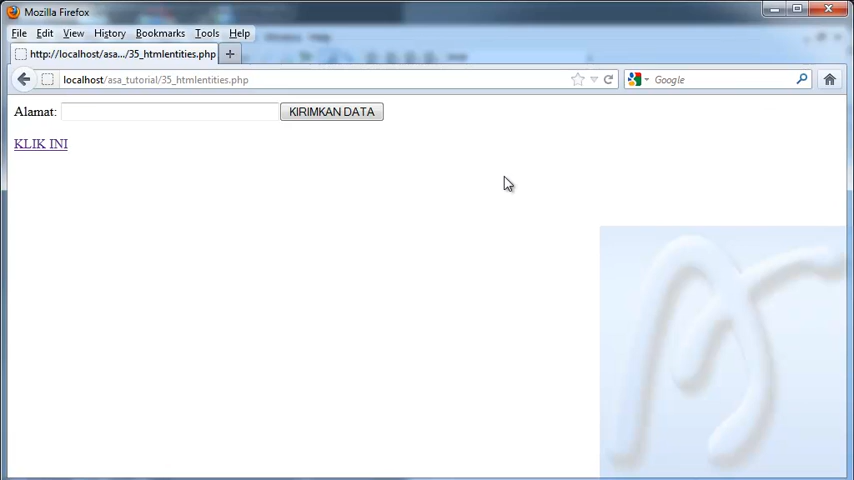 Mozilla Firefox
File Edit View History Bookmarks Tools Help
http://localhost/asa.../35_htmlentities.php
localhost/asa_tutorial/35_htmlentities.php
Google
Alamat: KIRIMKAN DATA
KLIK INI